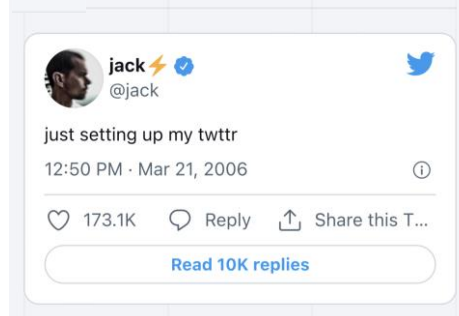 jack⚡
@jack
just setting up my twttr
12:50 PM · Mar 21, 2006
173.1K Reply Share this T...
Read 10K replies